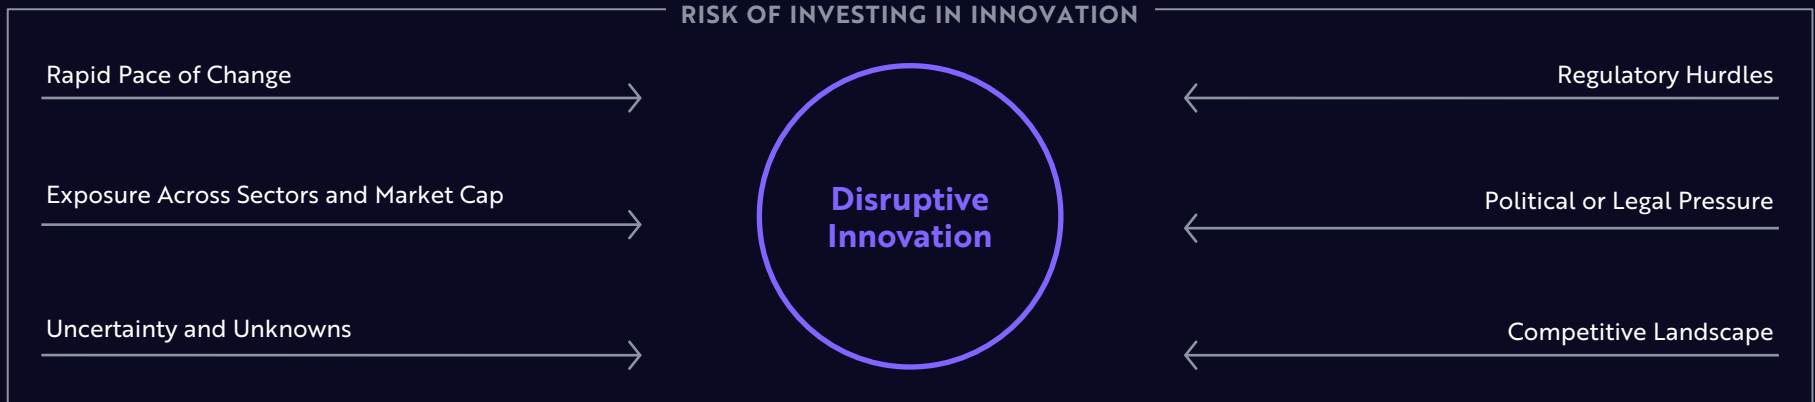 RISK OF INVESTING IN INNOVATION
Rapid Pace of Change
Exposure Across Sectors and Market Cap
Uncertainty and Unknowns
Disruptive
Innovation
Regulatory Hurdles
Political or Legal Pressure
Competitive Landscape